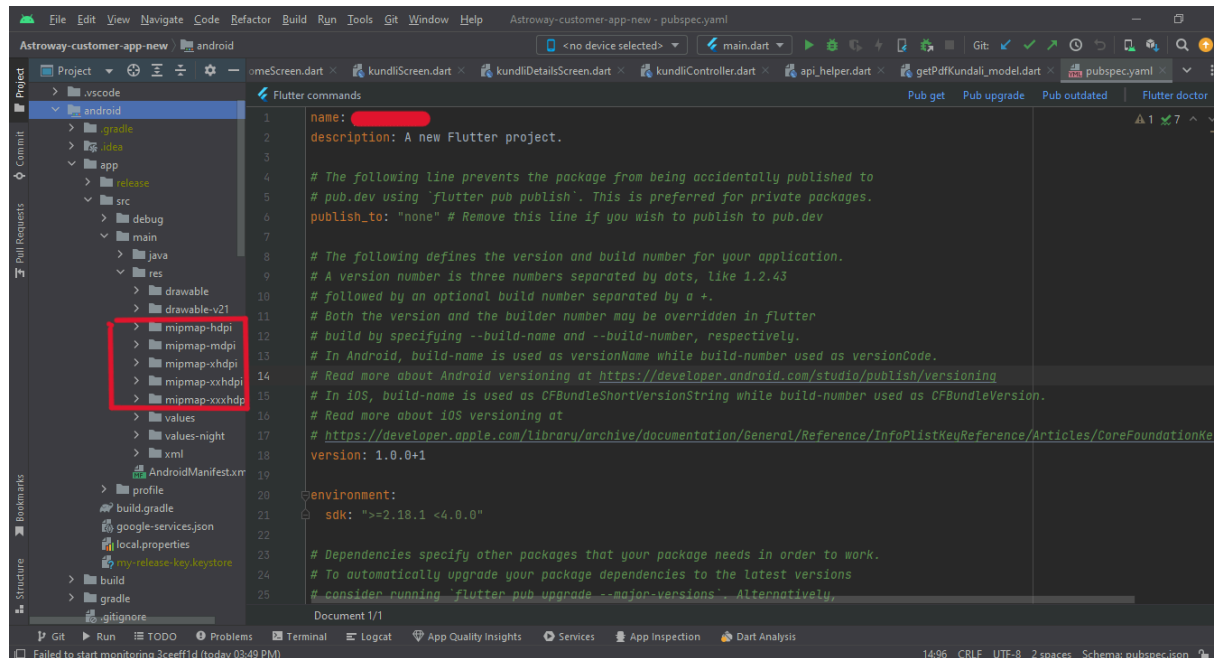 File Edit View Navigate Code Refactor Build Run Tools Git Window Help Astroway-customer-app-new - pubspec.yaml
Astroway-customer-app-new android <no device selected> main.dart Git:
Project omeScreen.dart kundliScreen.dart kundliDetailsScreen.dart kundliController.dart api_helper.dart getPdfKundali_model.dart pubspec.yaml
Flutter commands Pub get Pub upgrade Pub outdated Flutter doctor
Project
Commit
Pull Requests
Bookmarks
Structure
.vscode
android
.gradle
.idea
app
release
src
debug
main
java
res
drawable
drawable-v21
mipmap-hdpi
mipmap-mdpi
mipmap-xhdpi
mipmap-xxhdpi
mipmap-xxxhdp
values
values-night
xml
AndroidManifest.xm
profile
build.gradle
google-services.json
local.properties
my-release-key.keystore
build
gradle
.gitignore
1 name:
1 7
2 description: A new Flutter project.
3
4 # The following line prevents the package from being accidentally published to
5 # pub.dev using `flutter pub publish`. This is preferred for private packages.
6 publish_to: "none" # Remove this line if you wish to publish to pub.dev
7
8 # The following defines the version and build number for your application.
9 # A version number is three numbers separated by dots, like 1.2.43
10 # followed by an optional build number separated by a +.
11 # Both the version and the builder number may be overridden in flutter
12 # build by specifying --build-name and --build-number, respectively.
13 # In Android, build-name is used as versionName while build-number used as versionCode.
14 # Read more about Android versioning at https://developer.android.com/studio/publish/versioning
15 # In iOS, build-name is used as CFBundleShortVersionString while build-number used as CFBundleVersion.
16 # Read more about iOS versioning at
17 # https://developer.apple.com/library/archive/documentation/General/Reference/InfoPlistKeyReference/Articles/CoreFoundationKe
18 version: 1.0.0+1
19
20 environment:
21 sdk: ">=2.18.1 <4.0.0"
22
23 # Dependencies specify other packages that your package needs in order to work.
24 # To automatically upgrade your package dependencies to the latest versions
25 # consider running `flutter pub upgrade --major-versions`. Alternatively,
Document 1/1
Git Run TODO Problems Terminal Logcat App Quality Insights Services App Inspection Dart Analysis
Failed to start monitoring 3ceeff1d (today 03:49 PM) 14:96 CRLF UTF-8 2 spaces Schema: pubspec.json